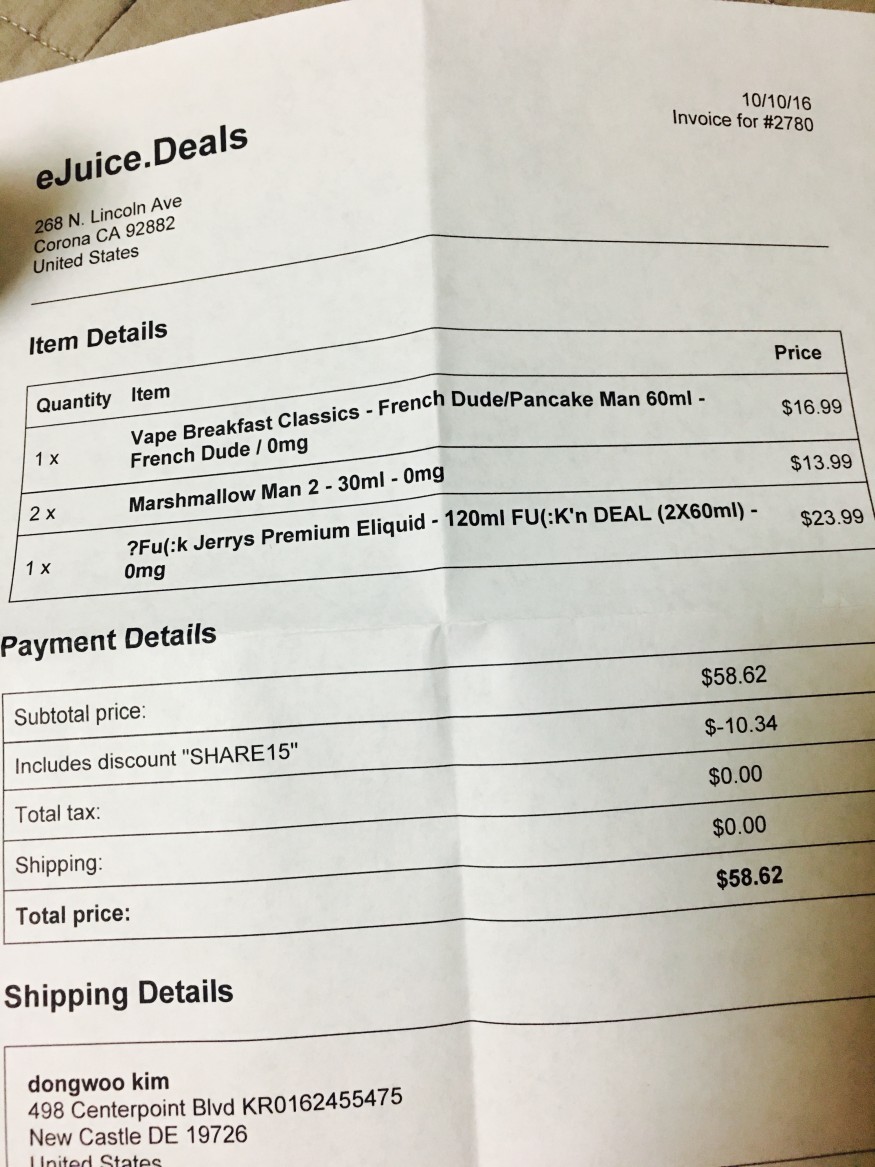 10/10/16
Invoice for #2780
eJuice.Deals
268 N. Lincoln Ave
Corona CA 92882
United States
Item Details
Quantity Item Price
1 x Vape Breakfast Classics - French Dude/Pancake Man 60ml - $16.99
French Dude / 0mg
2 x Marshmallow Man 2 - 30ml - 0mg $13.99
1 x ?Fu(:k Jerrys Premium Eliquid - 120ml FU(:K'n DEAL (2X60ml) - $23.99
0mg
Payment Details
Subtotal price: $58.62
Includes discount "SHARE15" $-10.34
Total tax: $0.00
Shipping: $0.00
Total price: $58.62
Shipping Details
dongwoo kim
498 Centerpoint Blvd KR0162455475
New Castle DE 19726
United States